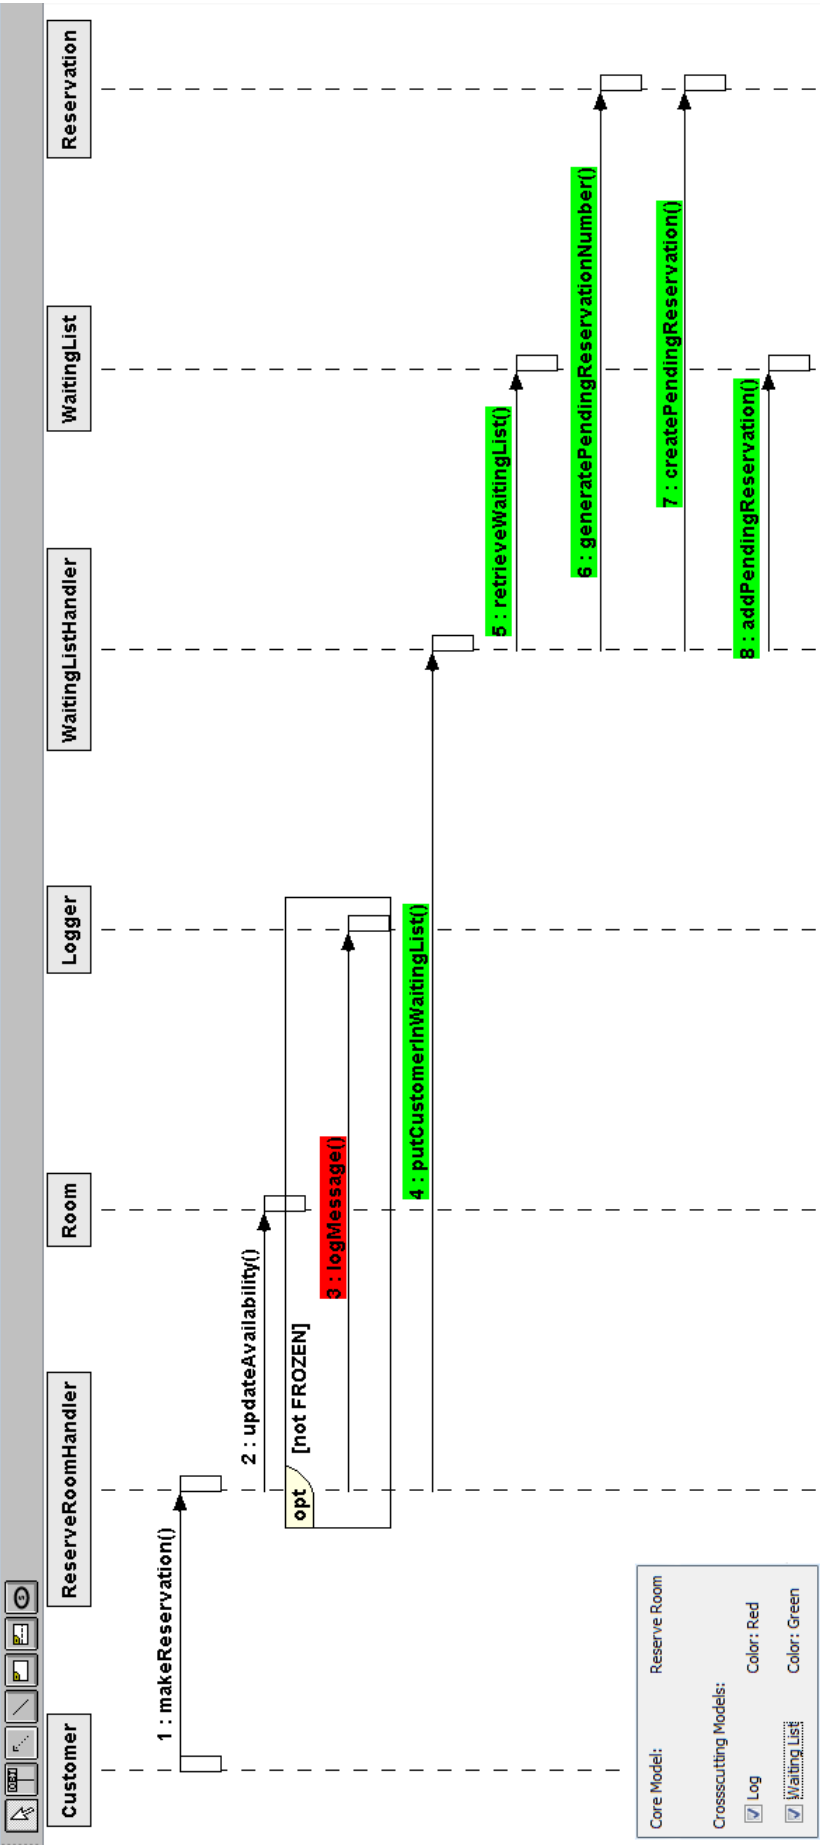 Customer
ReserveRoomHandler
Room
Logger
WaitingListHandler
WaitingList
Reservation
1 : makeReservation()
2 : updateAvailability()
opt
[not FROZEN]
3 : logMessage()
4 : putCustomerInWaitingList()
5 : retrieveWaitingList()
6 : generatePendingReservationNumber()
7 : createPendingReservation()
8 : addPendingReservation()
Core Model: Reserve Room
Crossscutting Models:
Log Color: Red
Waiting List Color: Green